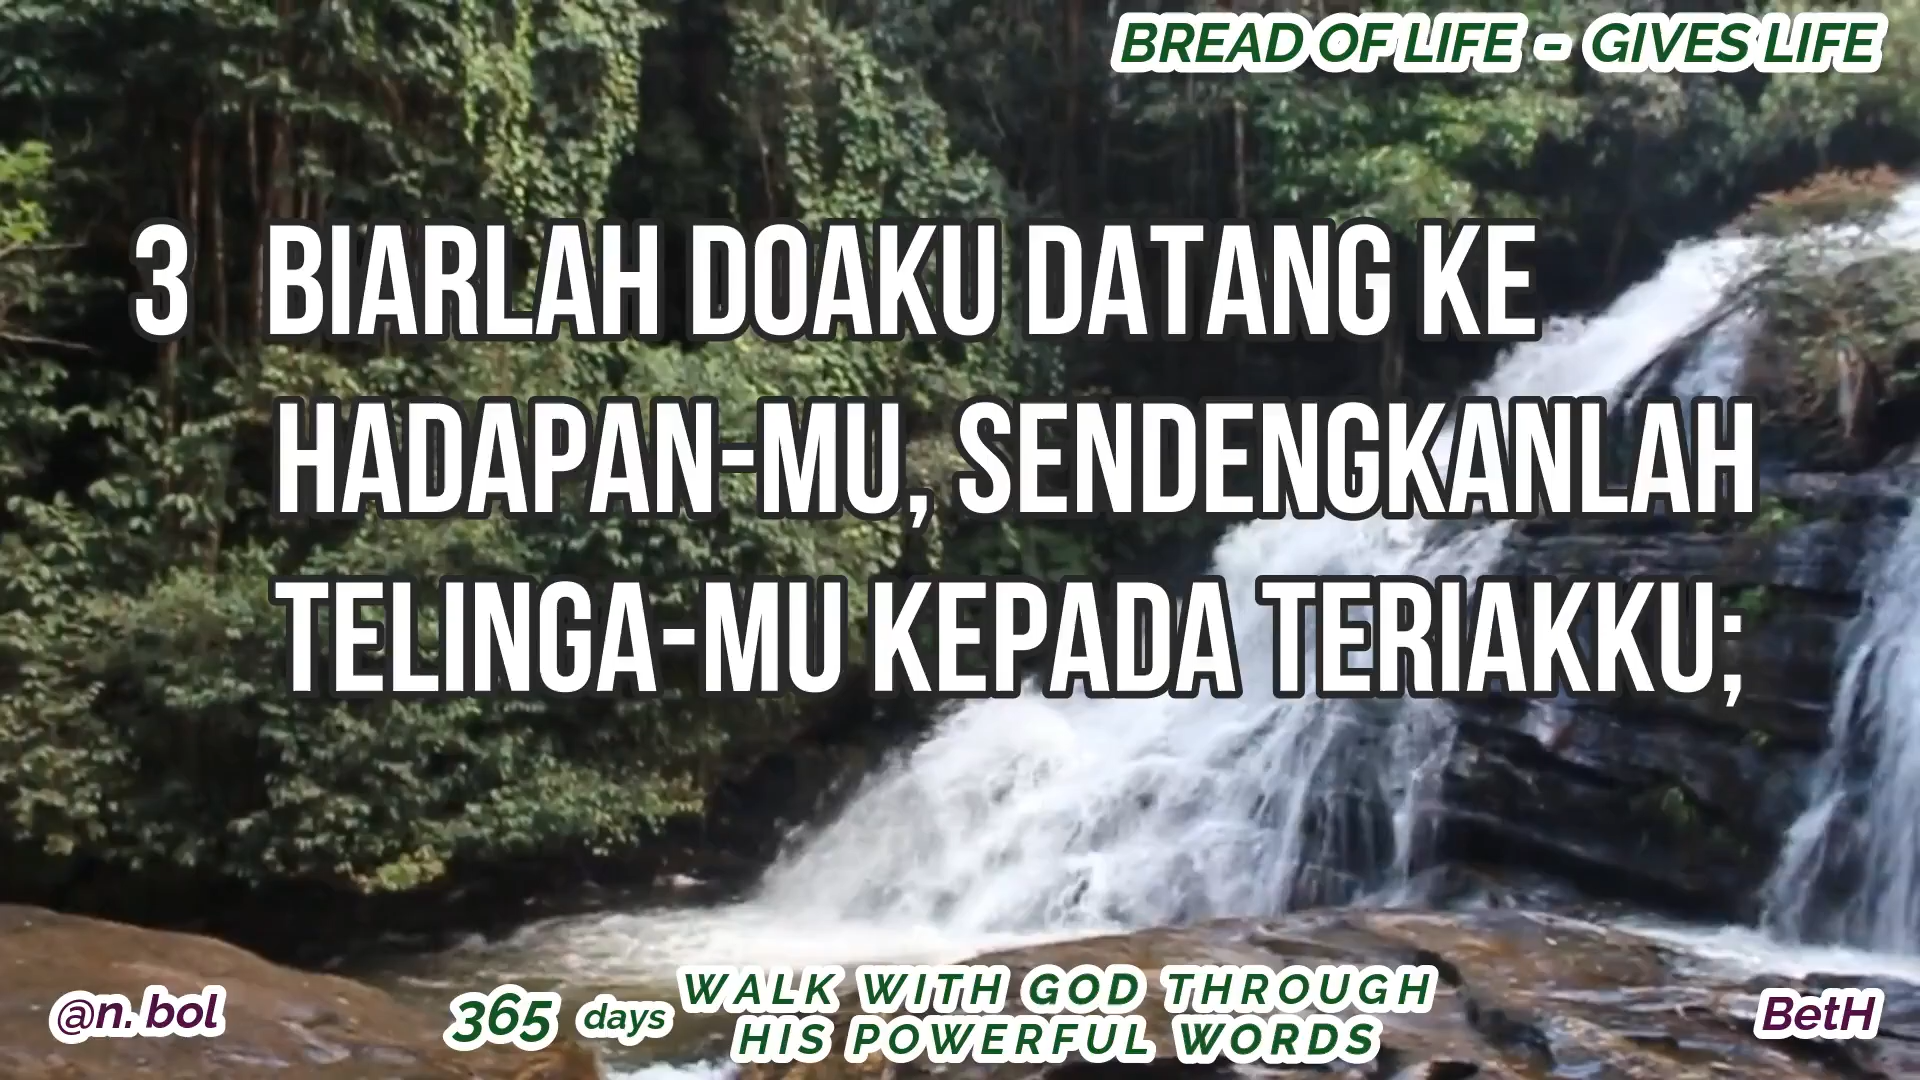 BREAD OF LIFE - GIVES LIFE
3 BIARLAH DOAKU DATANG KE
HADAPAN-MU, SENDENGKANLAH
TELINGA-MU KEPADA TERIAKKU;
@n. bol
365 days
WALK WITH GOD THROUGH
HIS POWERFUL WORDS
BetH